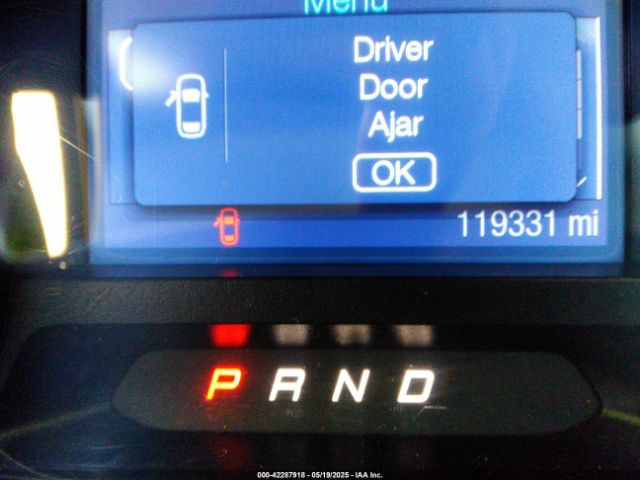 Menu
Driver
Door
Ajar
OK
119331 mi
P R N D
000-42287918 - 05/19/2025 - IAA Inc.